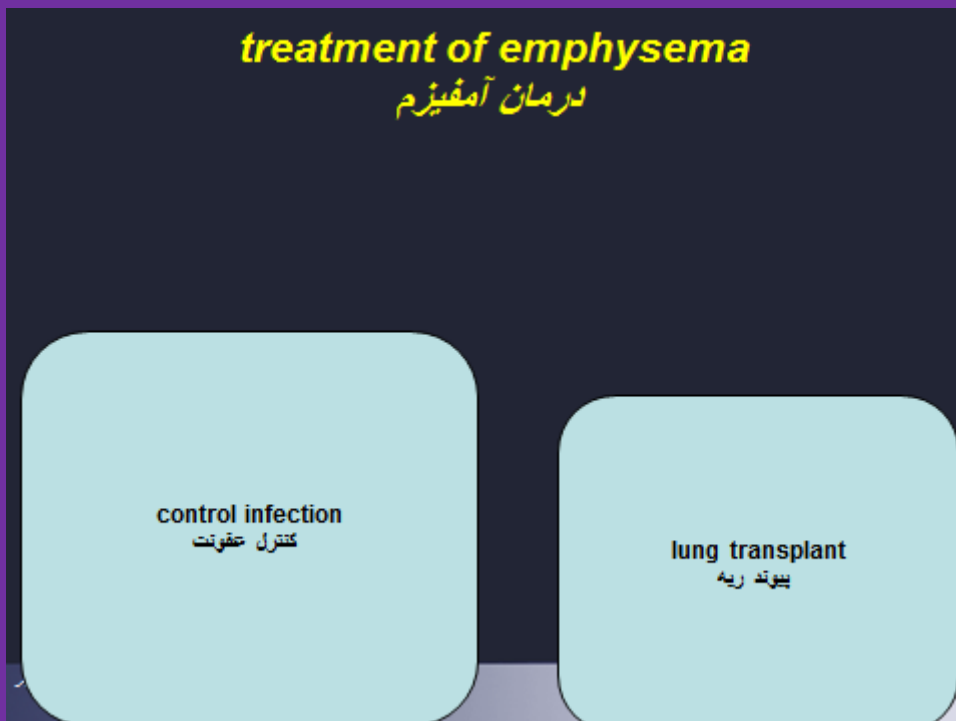 treatment of emphysema
درمان آمفیزم
control infection
کنترل عفونت
lung transplant
پیوند ریه